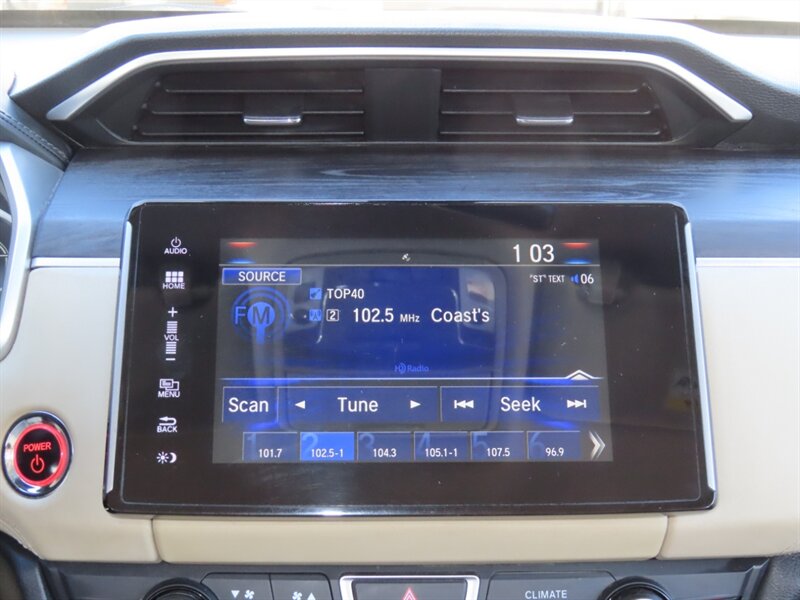 AUDIO
HOME
+
VOL
−
MENU
BACK
POWER
1 03
SOURCE
"ST" TEXT 06
FM
TOP40
2 102.5 MHz Coast's
HD Radio
Scan ◄ Tune ► ⏮ Seek ⏭
1 2 3 4 5 6
101.7 102.5-1 104.3 105.1-1 107.5 96.9
CLIMATE